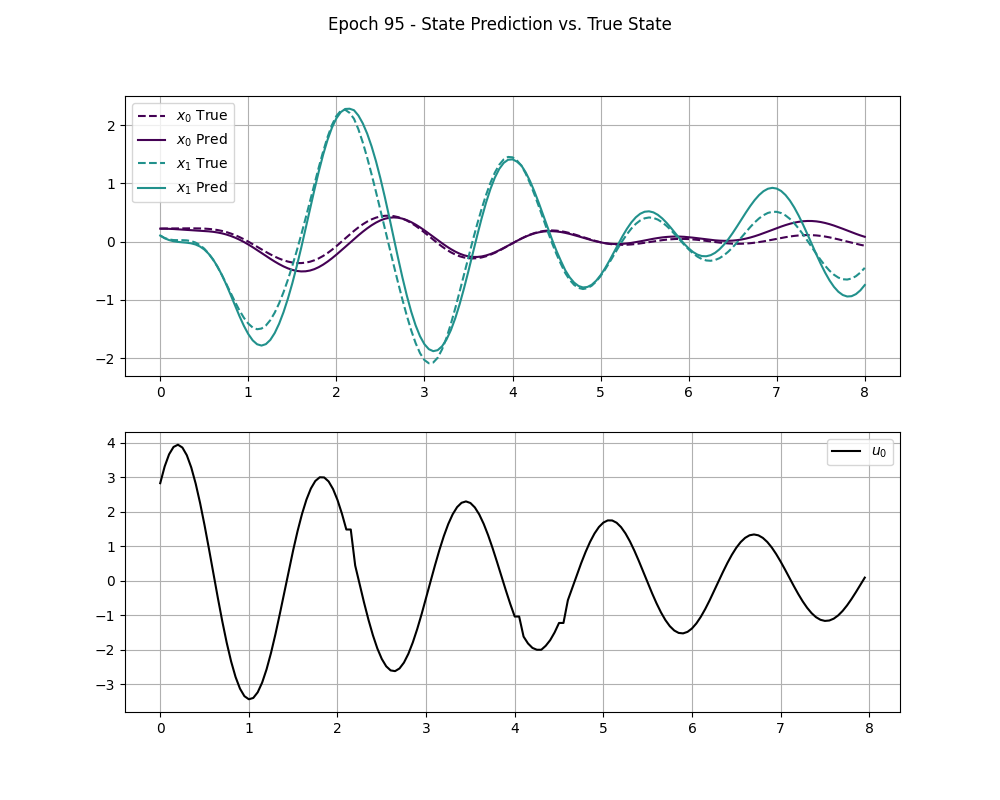 Epoch 95 - State Prediction vs. True State
x₀ True
x₀ Pred
x₁ True
x₁ Pred
2
1
0
−1
−2
0 1 2 3 4 5 6 7 8
u₀
4
3
2
1
0
−1
−2
−3
0 1 2 3 4 5 6 7 8